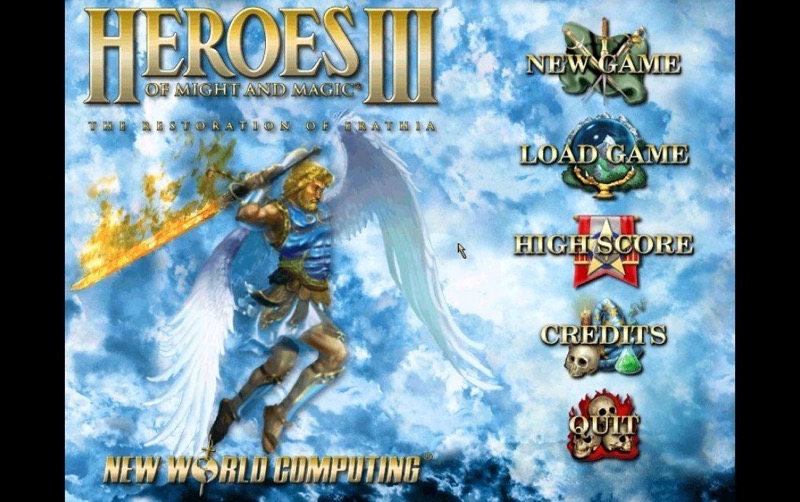 HEROES III
OF MIGHT AND MAGIC®
THE RESTORATION OF ERATHIA
NEW GAME
LOAD GAME
HIGH SCORE
CREDITS
QUIT
NEW WORLD COMPUTING®